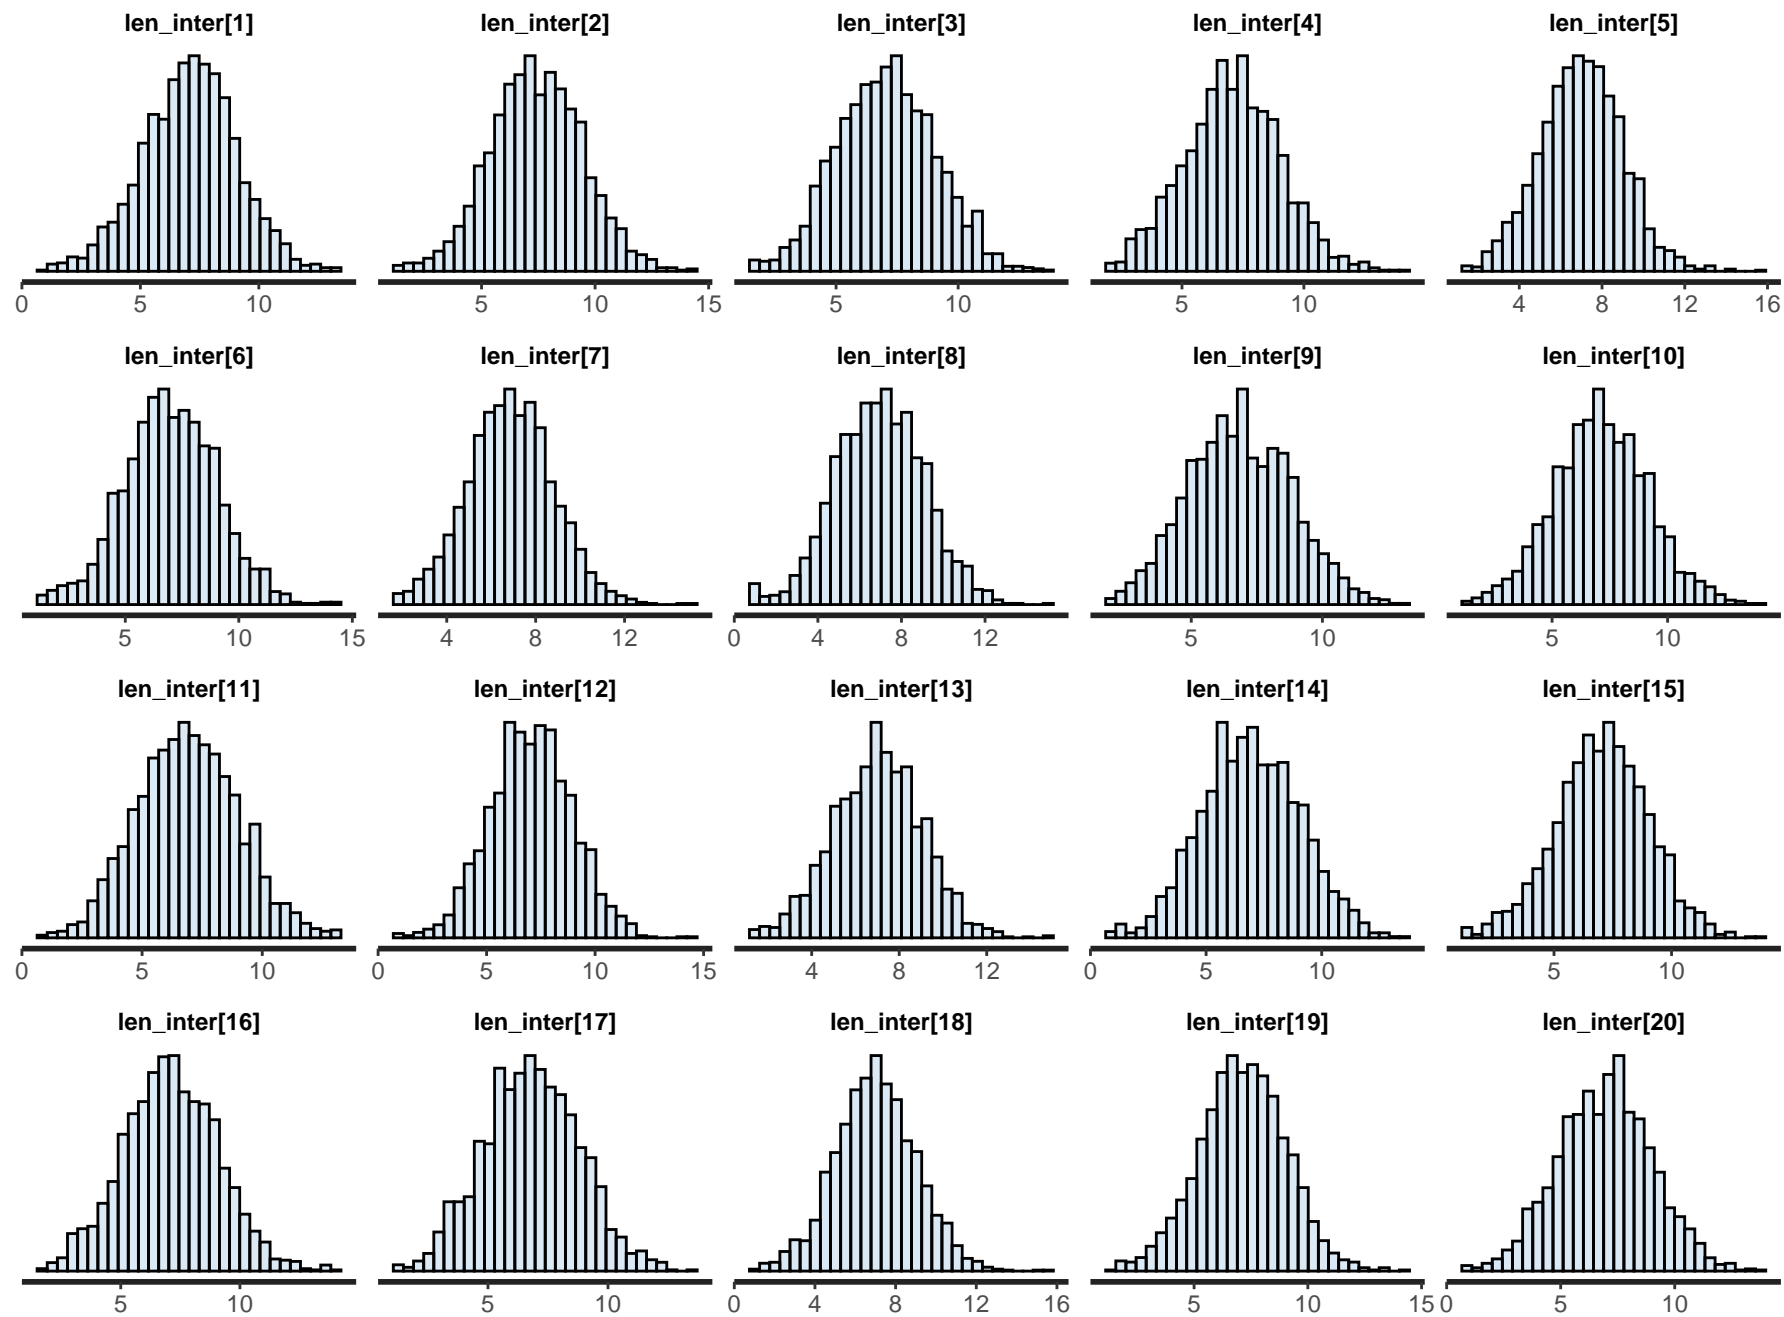 len_inter[1] len_inter[2] len_inter[3] len_inter[4] len_inter[5]
0 5 10 5 10 15 5 10 5 10 4 8 12 16
len_inter[6] len_inter[7] len_inter[8] len_inter[9] len_inter[10]
5 10 15 4 8 12 0 4 8 12 5 10 5 10
len_inter[11] len_inter[12] len_inter[13] len_inter[14] len_inter[15]
0 5 10 0 5 10 15 4 8 12 0 5 10 5 10
len_inter[16] len_inter[17] len_inter[18] len_inter[19] len_inter[20]
5 10 5 10 0 4 8 12 16 5 10 15 0 5 10